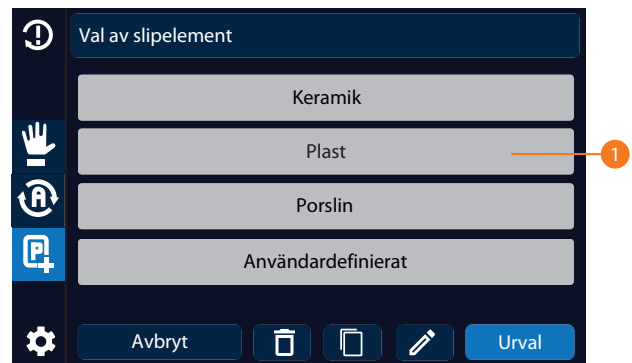 Val av slipelement
Keramik
Plast
1
Porslin
A
Användardefinierat
P
Avbryt
Urval